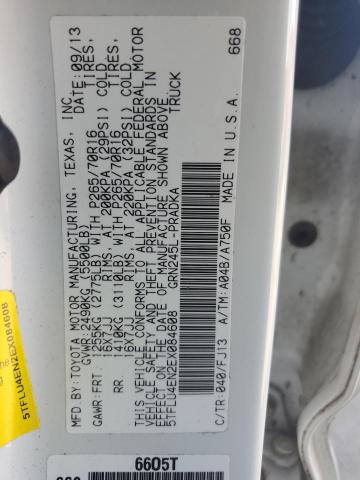 MFD.BY:TOYOTA MOTOR MANUFACTURING, TEXAS, INC. DATE:09/13
GVWR: 2490KG (5500LB)
GAWR:FRT. 1255KG (2775LB) WITH P265/70R16 TIRES,
16X7JJ RIMS, AT 200KPA (29PSI) COLD
RR. 1410KG (3110LB) WITH P265/70R16 TIRES,
16X7JJ RIMS, AT 220KPA (32PSI) COLD
THIS VEHICLE CONFORMS TO ALL APPLICABLE FEDERAL MOTOR
VEHICLE SAFETY AND THEFT PREVENTION STANDARDS IN
EFFECT ON THE DATE OF MANUFACTURE SHOWN ABOVE.
5TFLU4EN2EX084608 TRUCK
GRN245L-PRADKA
C/TR:040/FJ13 A/TM:A04B/A750F
MADE IN U.S.A. 668
5TFLU4EN2EX084608
6605T